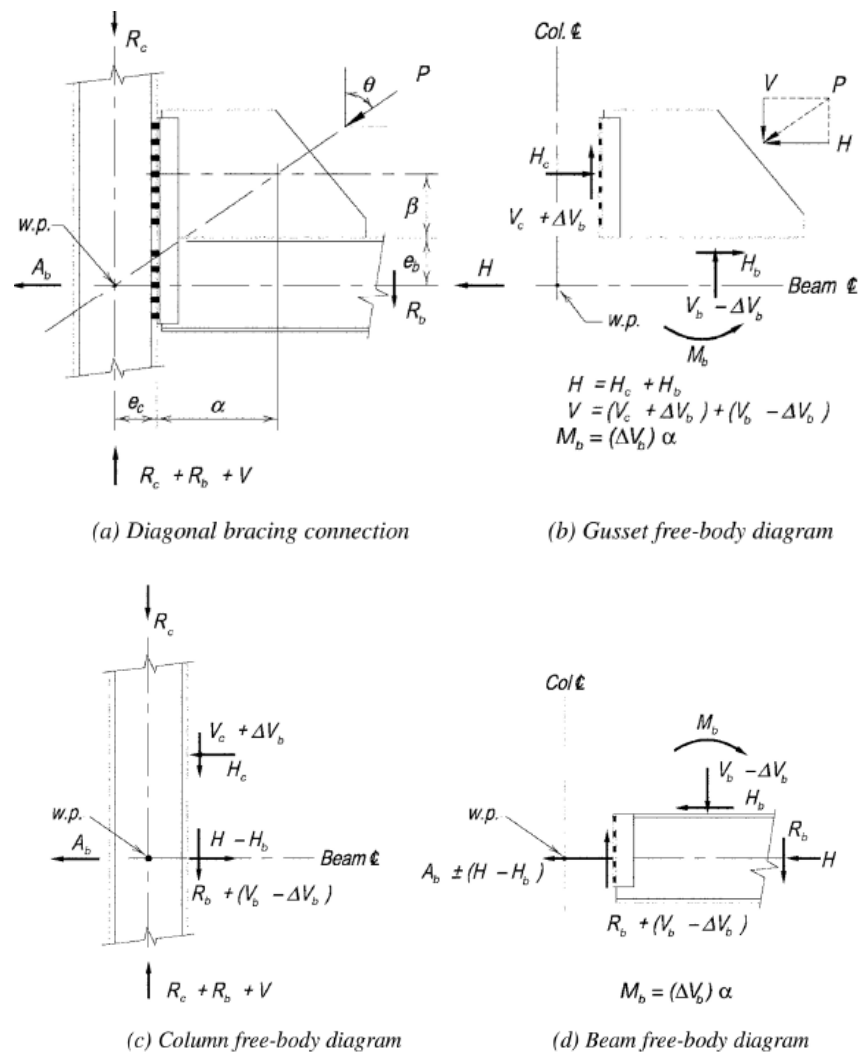 R_c
P
θ
β
w.p.
A_b
e_b
H
R_b
e_c
α
R_c + R_b + V
(a) Diagonal bracing connection
Col. ℄
V
P
H
H_c
V_c + ΔV_b
H_b
Beam ℄
V_b − ΔV_b
w.p.
M_b
H = H_c + H_b
V = (V_c + ΔV_b) + (V_b − ΔV_b)
M_b = (ΔV_b) α
(b) Gusset free-body diagram
R_c
V_c + ΔV_b
H_c
w.p.
A_b
H − H_b
Beam ℄
R_b + (V_b − ΔV_b)
R_c + R_b + V
(c) Column free-body diagram
Col ℄
M_b
V_b − ΔV_b
H_b
w.p.
R_b
H
A_b ± (H − H_b)
R_b + (V_b − ΔV_b)
M_b = (ΔV_b) α
(d) Beam free-body diagram